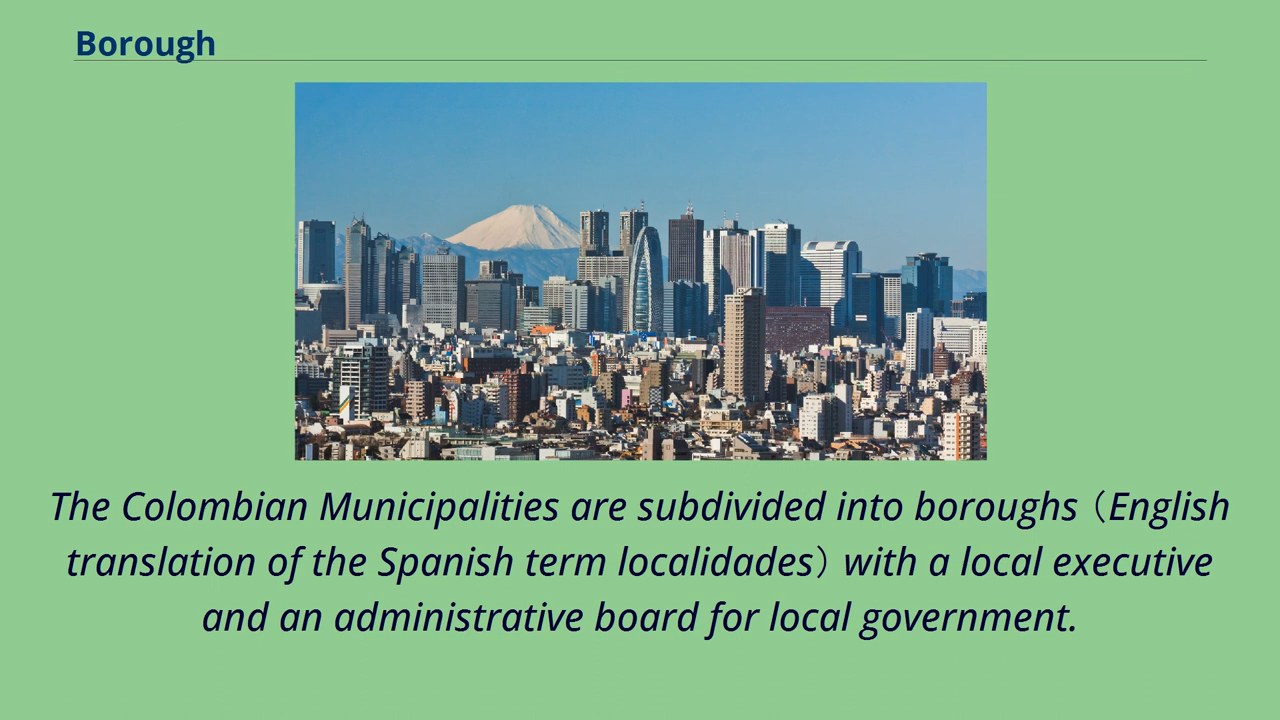 Borough
The Colombian Municipalities are subdivided into boroughs（English
translation of the Spanish term localidades）with a local executive
and an administrative board for local government.